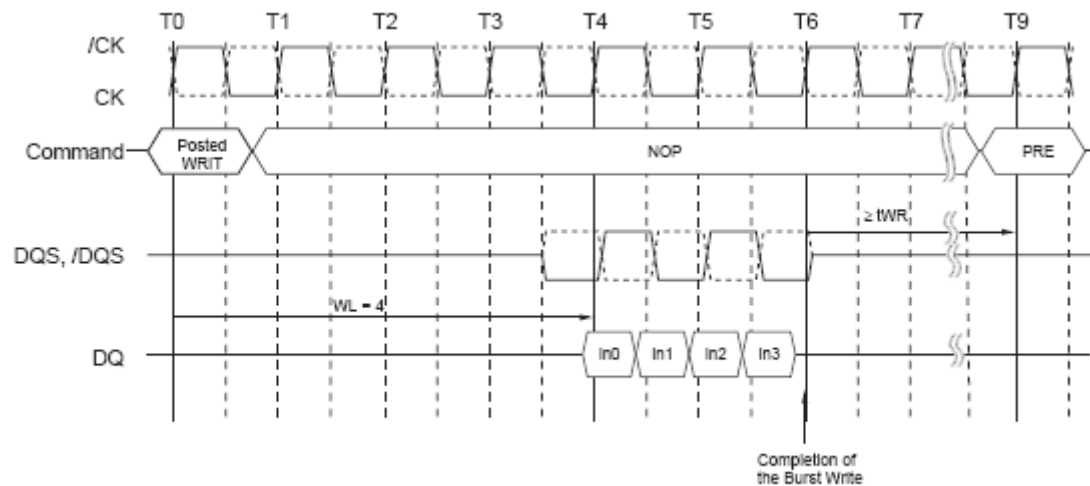 T0 T1 T2 T3 T4 T5 T6 T7 T9
/CK
CK
Command
Posted
WRIT
NOP
PRE
≥ tWR
DQS, /DQS
WL = 4
DQ
In0 In1 In2 In3
Completion of
the Burst Write